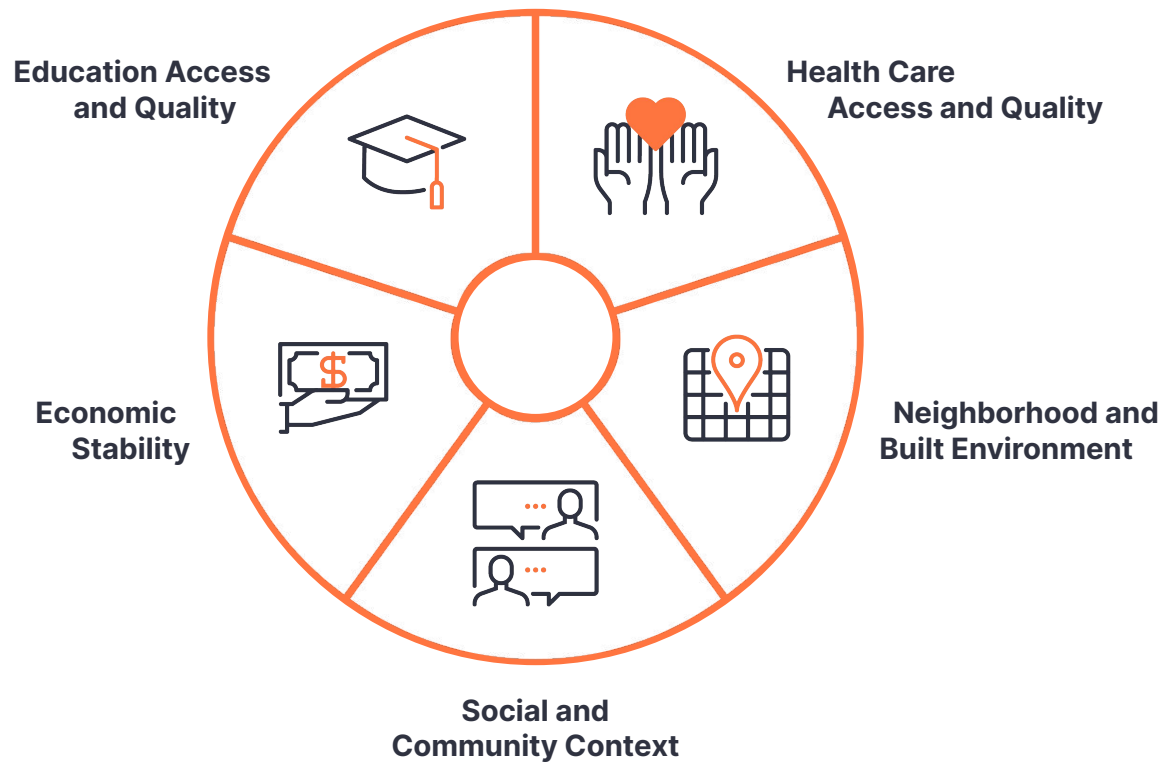 Education Access
and Quality
Health Care
Access and Quality
$
Economic
Stability
Neighborhood and
Built Environment
Social and
Community Context